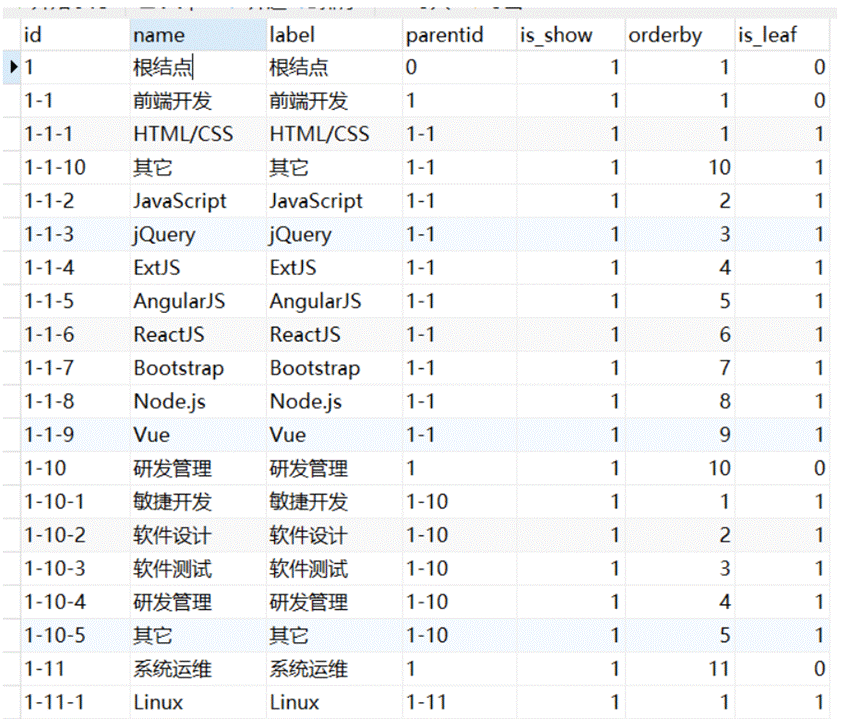 id name label parentid is_show orderby is_leaf
1 根结点 根结点 0 1 1 0
1-1 前端开发 前端开发 1 1 1 0
1-1-1 HTML/CSS HTML/CSS 1-1 1 1 1
1-1-10 其它 其它 1-1 1 10 1
1-1-2 JavaScript JavaScript 1-1 1 2 1
1-1-3 jQuery jQuery 1-1 1 3 1
1-1-4 ExtJS ExtJS 1-1 1 4 1
1-1-5 AngularJS AngularJS 1-1 1 5 1
1-1-6 ReactJS ReactJS 1-1 1 6 1
1-1-7 Bootstrap Bootstrap 1-1 1 7 1
1-1-8 Node.js Node.js 1-1 1 8 1
1-1-9 Vue Vue 1-1 1 9 1
1-10 研发管理 研发管理 1 1 10 0
1-10-1 敏捷开发 敏捷开发 1-10 1 1 1
1-10-2 软件设计 软件设计 1-10 1 2 1
1-10-3 软件测试 软件测试 1-10 1 3 1
1-10-4 研发管理 研发管理 1-10 1 4 1
1-10-5 其它 其它 1-10 1 5 1
1-11 系统运维 系统运维 1 1 11 0
1-11-1 Linux Linux 1-11 1 1 1